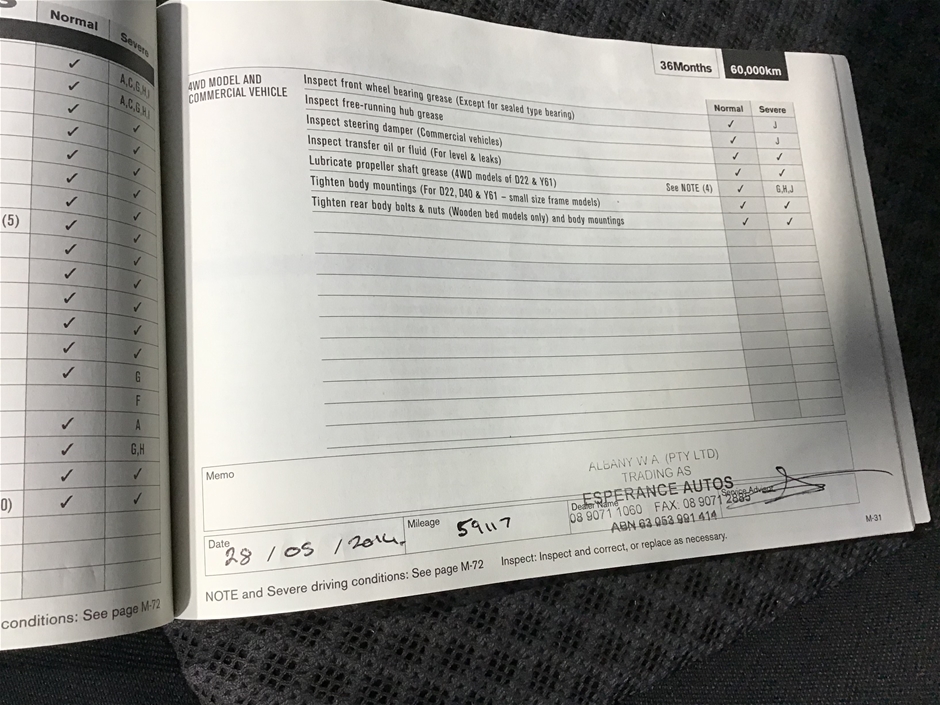 Normal
Severe
✓ A,C,G,H,J
✓ A,C,G,H,J
✓ ✓
✓ ✓
✓ ✓
✓ ✓
(5) ✓ ✓
✓ ✓
✓ ✓
✓ ✓
✓ ✓
✓ ✓
✓ G
F
✓ A
✓ G,H
✓ ✓
0) ✓ ✓
conditions: See page M-72
36Months 60,000km
4WD MODEL AND
COMMERCIAL VEHICLE
Normal Severe
Inspect front wheel bearing grease (Except for sealed type bearing) ✓ J
Inspect free-running hub grease ✓ J
Inspect steering damper (Commercial vehicles) ✓ ✓
Inspect transfer oil or fluid (For level & leaks) ✓ ✓
Lubricate propeller shaft grease (4WD models of D22 & Y61) See NOTE (4) ✓ G,H,J
Tighten body mountings (For D22, D40 & Y61 – small size frame models) ✓ ✓
Tighten rear body bolts & nuts (Wooden bed models only) and body mountings ✓ ✓
Memo
ALBANY W A (PTY LTD)
TRADING AS
ESPERANCE AUTOS
Dealer Name
Service Advisor
08 9071 1060 FAX: 08 9071 2885
ABN 63 053 991 414
Date
28 / 05 / 2014
Mileage
59117
M-31
NOTE and Severe driving conditions: See page M-72 Inspect: Inspect and correct, or replace as necessary.